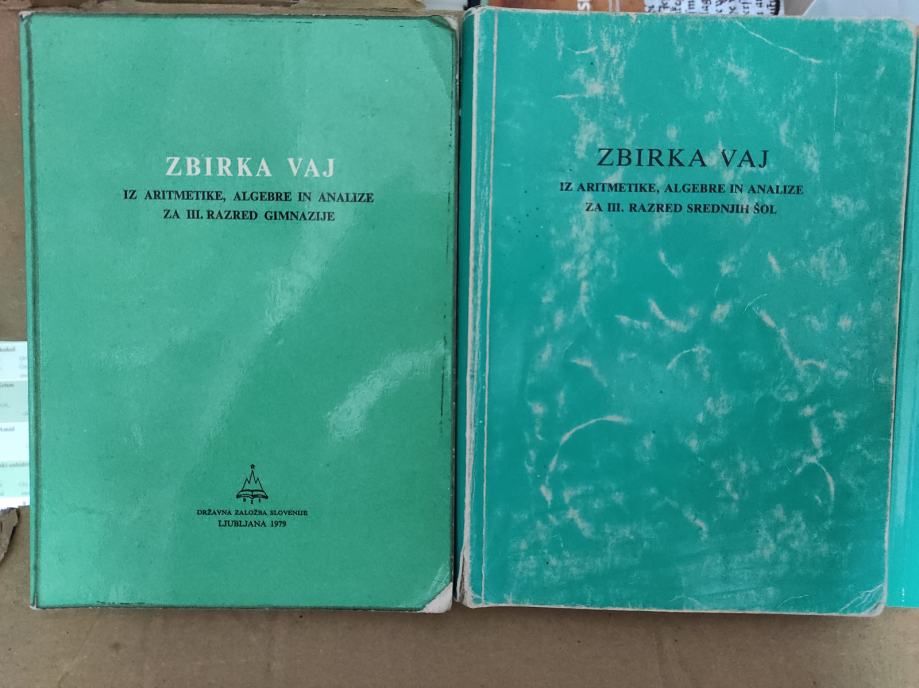 ZBIRKA VAJ
IZ ARITMETIKE, ALGEBRE IN ANALIZE
ZA III. RAZRED GIMNAZIJE
DRŽAVNA ZALOŽBA SLOVENIJE
LJUBLJANA 1979
ZBIRKA VAJ
IZ ARITMETIKE, ALGEBRE IN ANALIZE
ZA III. RAZRED SREDNJIH ŠOL